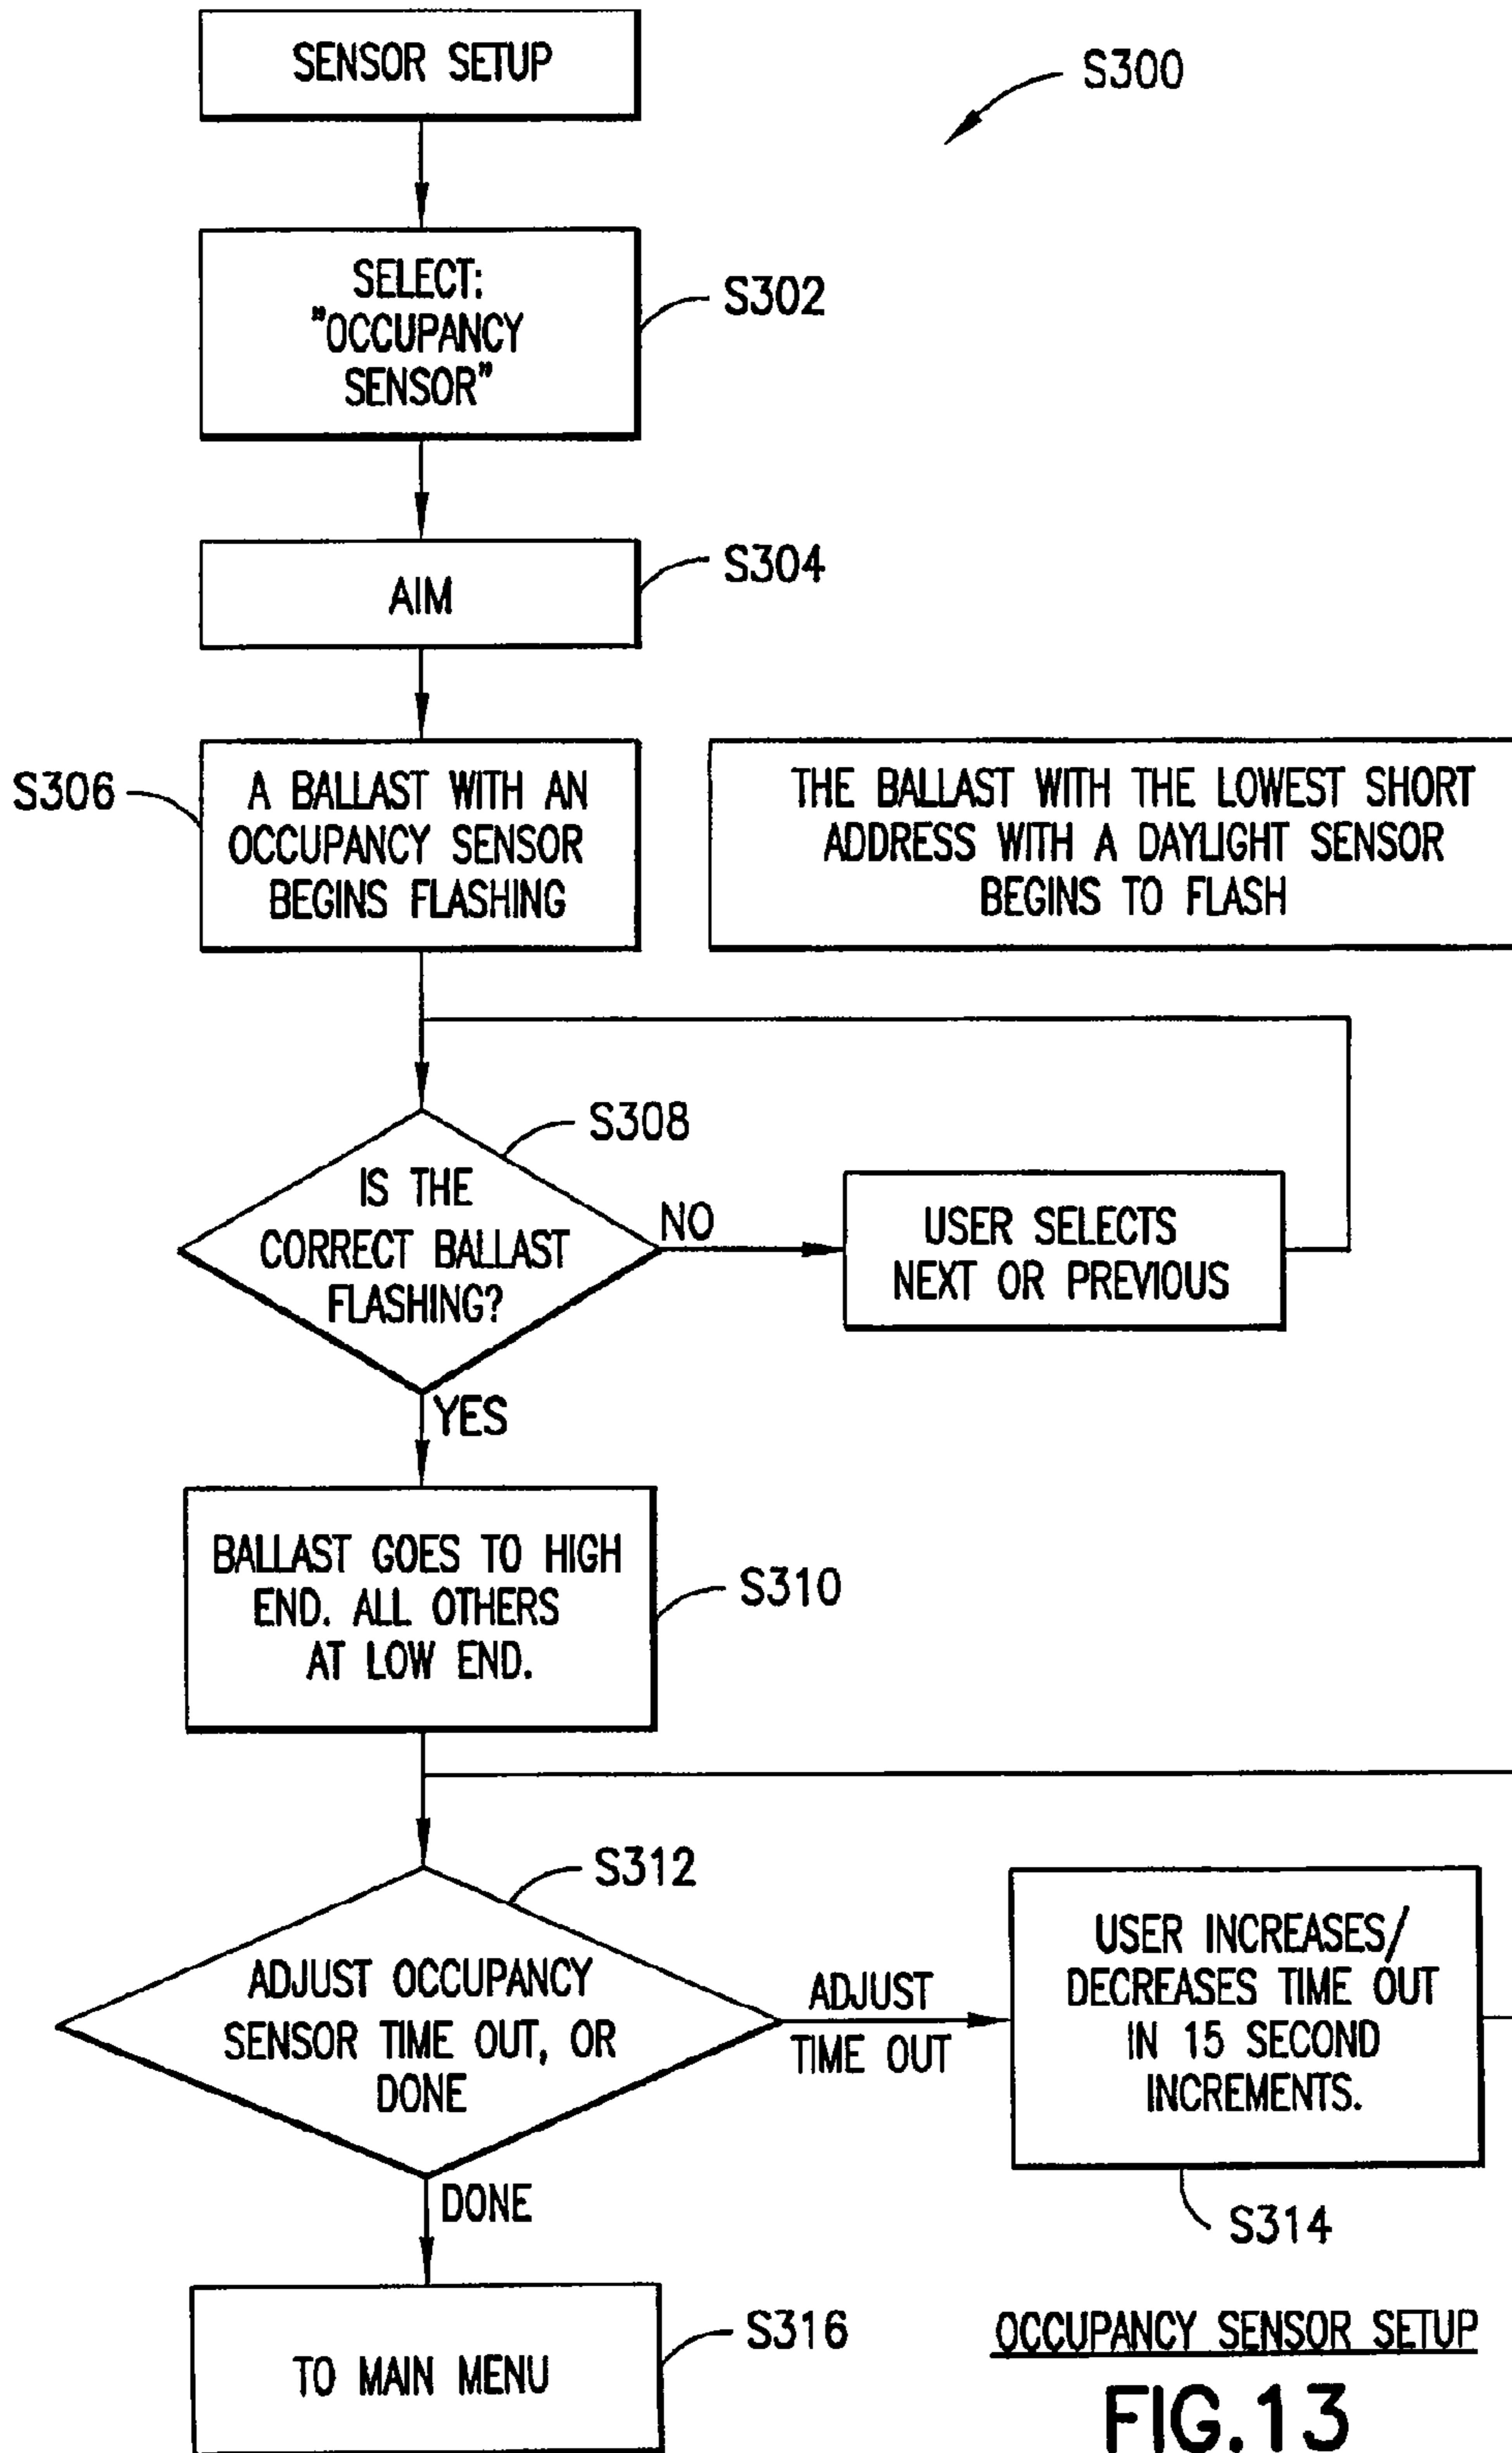 SENSOR SETUP
S300
SELECT:
"OCCUPANCY
SENSOR"
S302
AIM
S304
S306
A BALLAST WITH AN
OCCUPANCY SENSOR
BEGINS FLASHING
THE BALLAST WITH THE LOWEST SHORT
ADDRESS WITH A DAYLIGHT SENSOR
BEGINS TO FLASH
S308
IS THE
CORRECT BALLAST
FLASHING?
NO
USER SELECTS
NEXT OR PREVIOUS
YES
BALLAST GOES TO HIGH
END. ALL OTHERS
AT LOW END.
S310
S312
ADJUST OCCUPANCY
SENSOR TIME OUT, OR
DONE
ADJUST
TIME OUT
USER INCREASES/
DECREASES TIME OUT
IN 15 SECOND
INCREMENTS.
S314
DONE
TO MAIN MENU
S316
OCCUPANCY SENSOR SETUP
FIG.13